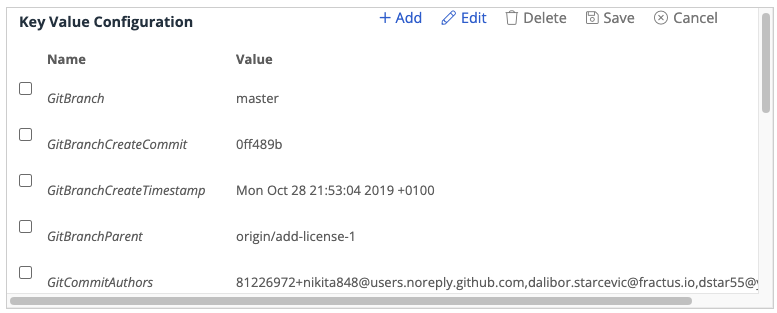 Key Value Configuration + Add Edit Delete Save Cancel
Name Value
GitBranch master
GitBranchCreateCommit 0ff489b
GitBranchCreateTimestamp Mon Oct 28 21:53:04 2019 +0100
GitBranchParent origin/add-license-1
GitCommitAuthors 81226972+nikita848@users.noreply.github.com,dalibor.starcevic@fractus.io,dstar55@